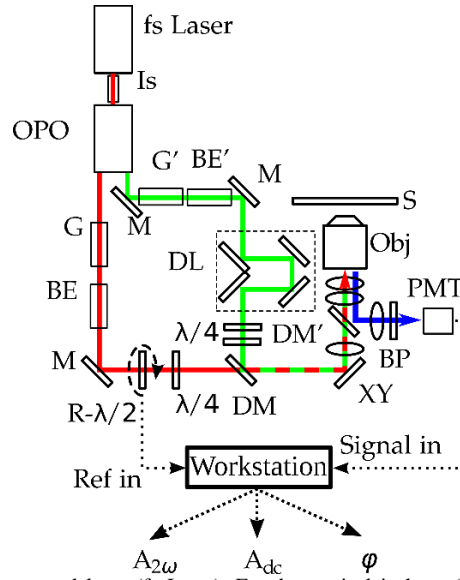 fs Laser
Is
OPO
G' BE' M
M
S
G
DL
Obj
PMT
BE
λ/4
DM'
BP
M
R-λ/2
λ/4
DM
XY
Ref in
Workstation
Signal in
A2ω
Adc
φ